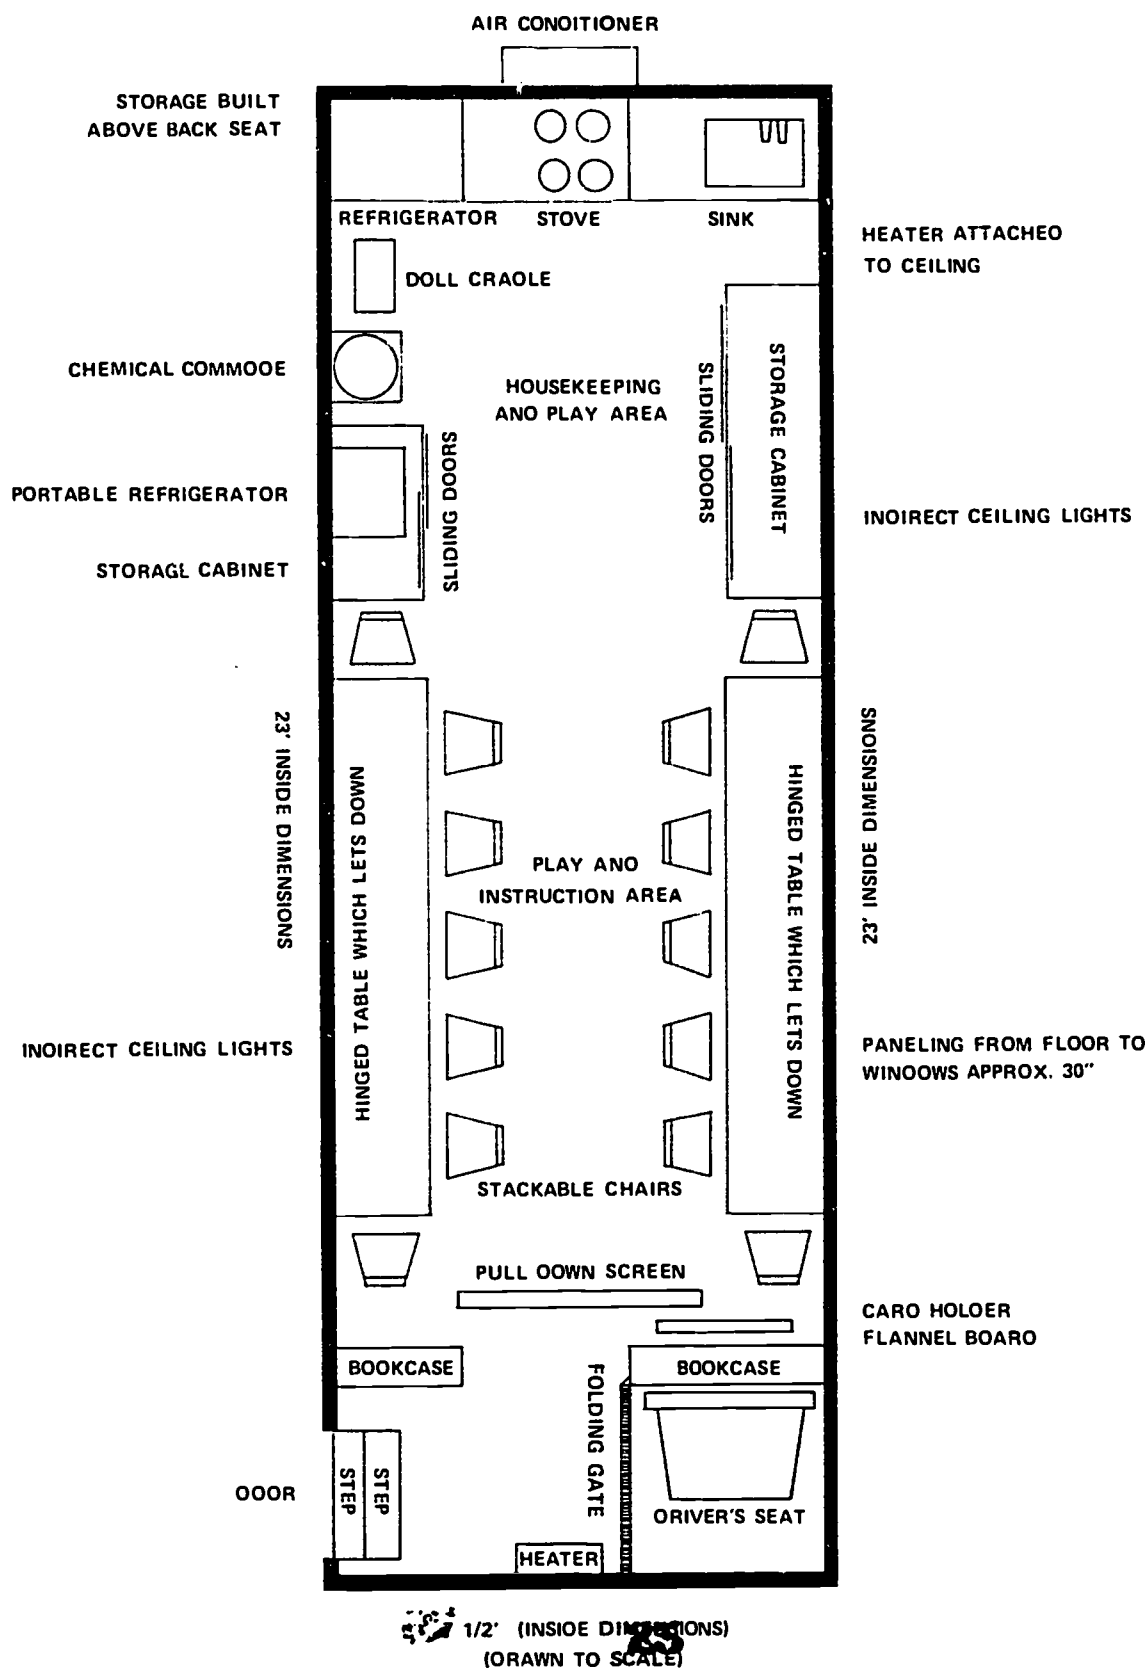 AIR CONOITIONER
STORAGE BUILT
ABOVE BACK SEAT
REFRIGERATOR
STOVE
SINK
HEATER ATTACHEO
TO CEILING
DOLL CRAOLE
CHEMICAL COMMOOE
HOUSEKEEPING
ANO PLAY AREA
SLIDING DOORS
STORAGE CABINET
SLIDING DOORS
PORTABLE REFRIGERATOR
INOIRECT CEILING LIGHTS
STORAGL CABINET
23' INSIDE DIMENSIONS
HINGED TABLE WHICH LETS DOWN
PLAY ANO
INSTRUCTION AREA
HINGED TABLE WHICH LETS DOWN
23' INSIDE DIMENSIONS
INOIRECT CEILING LIGHTS
PANELING FROM FLOOR TO
WINOOWS APPROX. 30"
STACKABLE CHAIRS
PULL OOWN SCREEN
CARO HOLOER
FLANNEL BOARO
BOOKCASE
BOOKCASE
FOLDING GATE
OOOR
STEP
STEP
ORIVER'S SEAT
HEATER
1/2' (INSIDE DIMENSIONS)
(ORAWN TO SCALE)